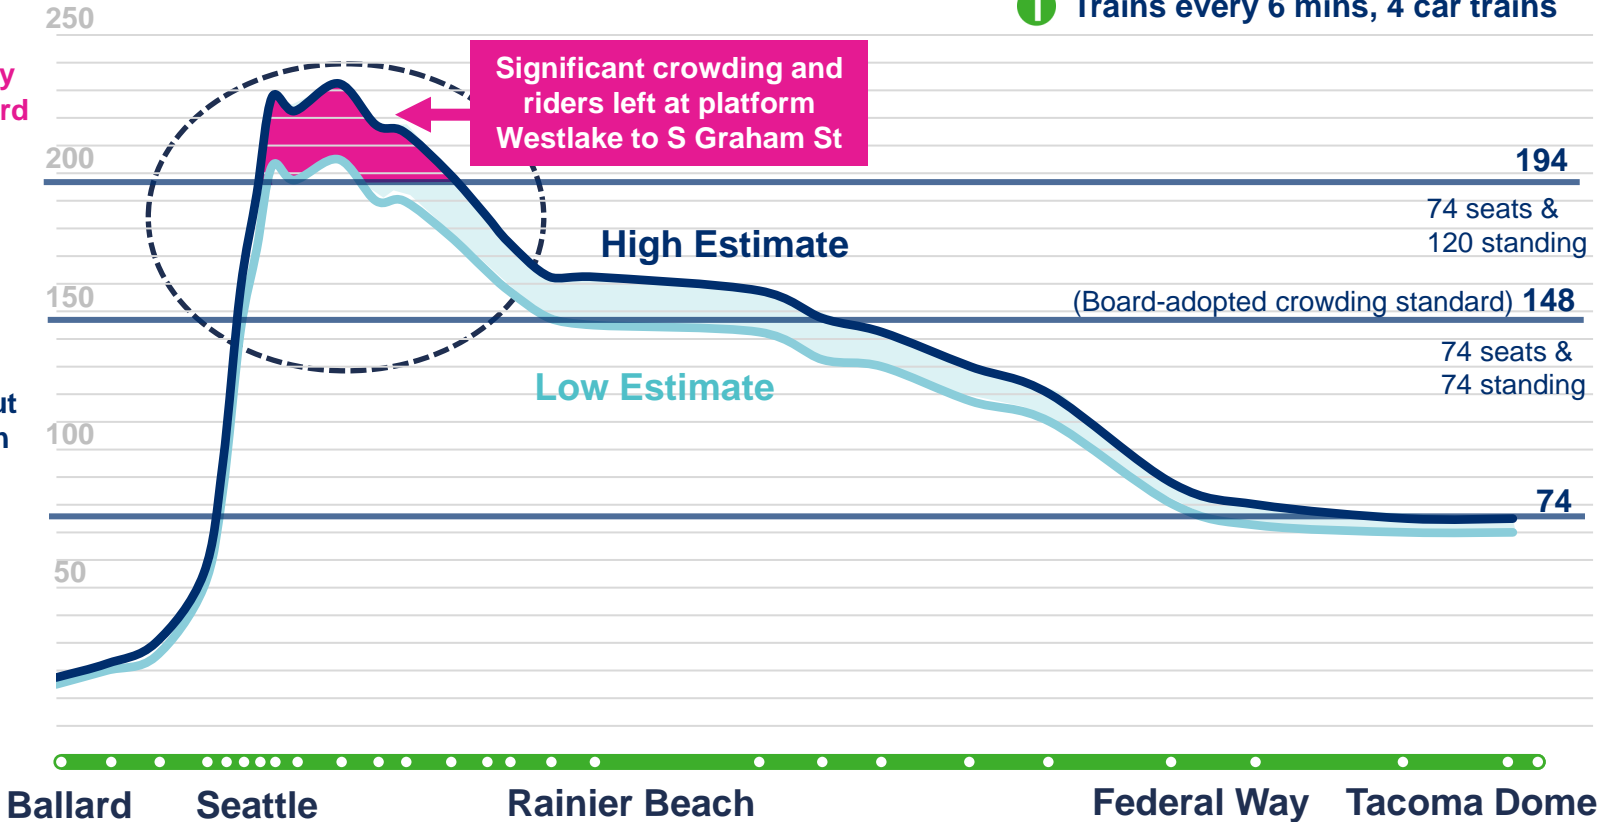 250
Trains every 6 mins, 4 car trains
y
rd
Significant crowding and
riders left at platform
Westlake to S Graham St
200
194
74 seats &
120 standing
High Estimate
150
(Board-adopted crowding standard) 148
74 seats &
74 standing
Low Estimate
ut
n
100
74
50
Ballard
Seattle
Rainier Beach
Federal Way
Tacoma Dome